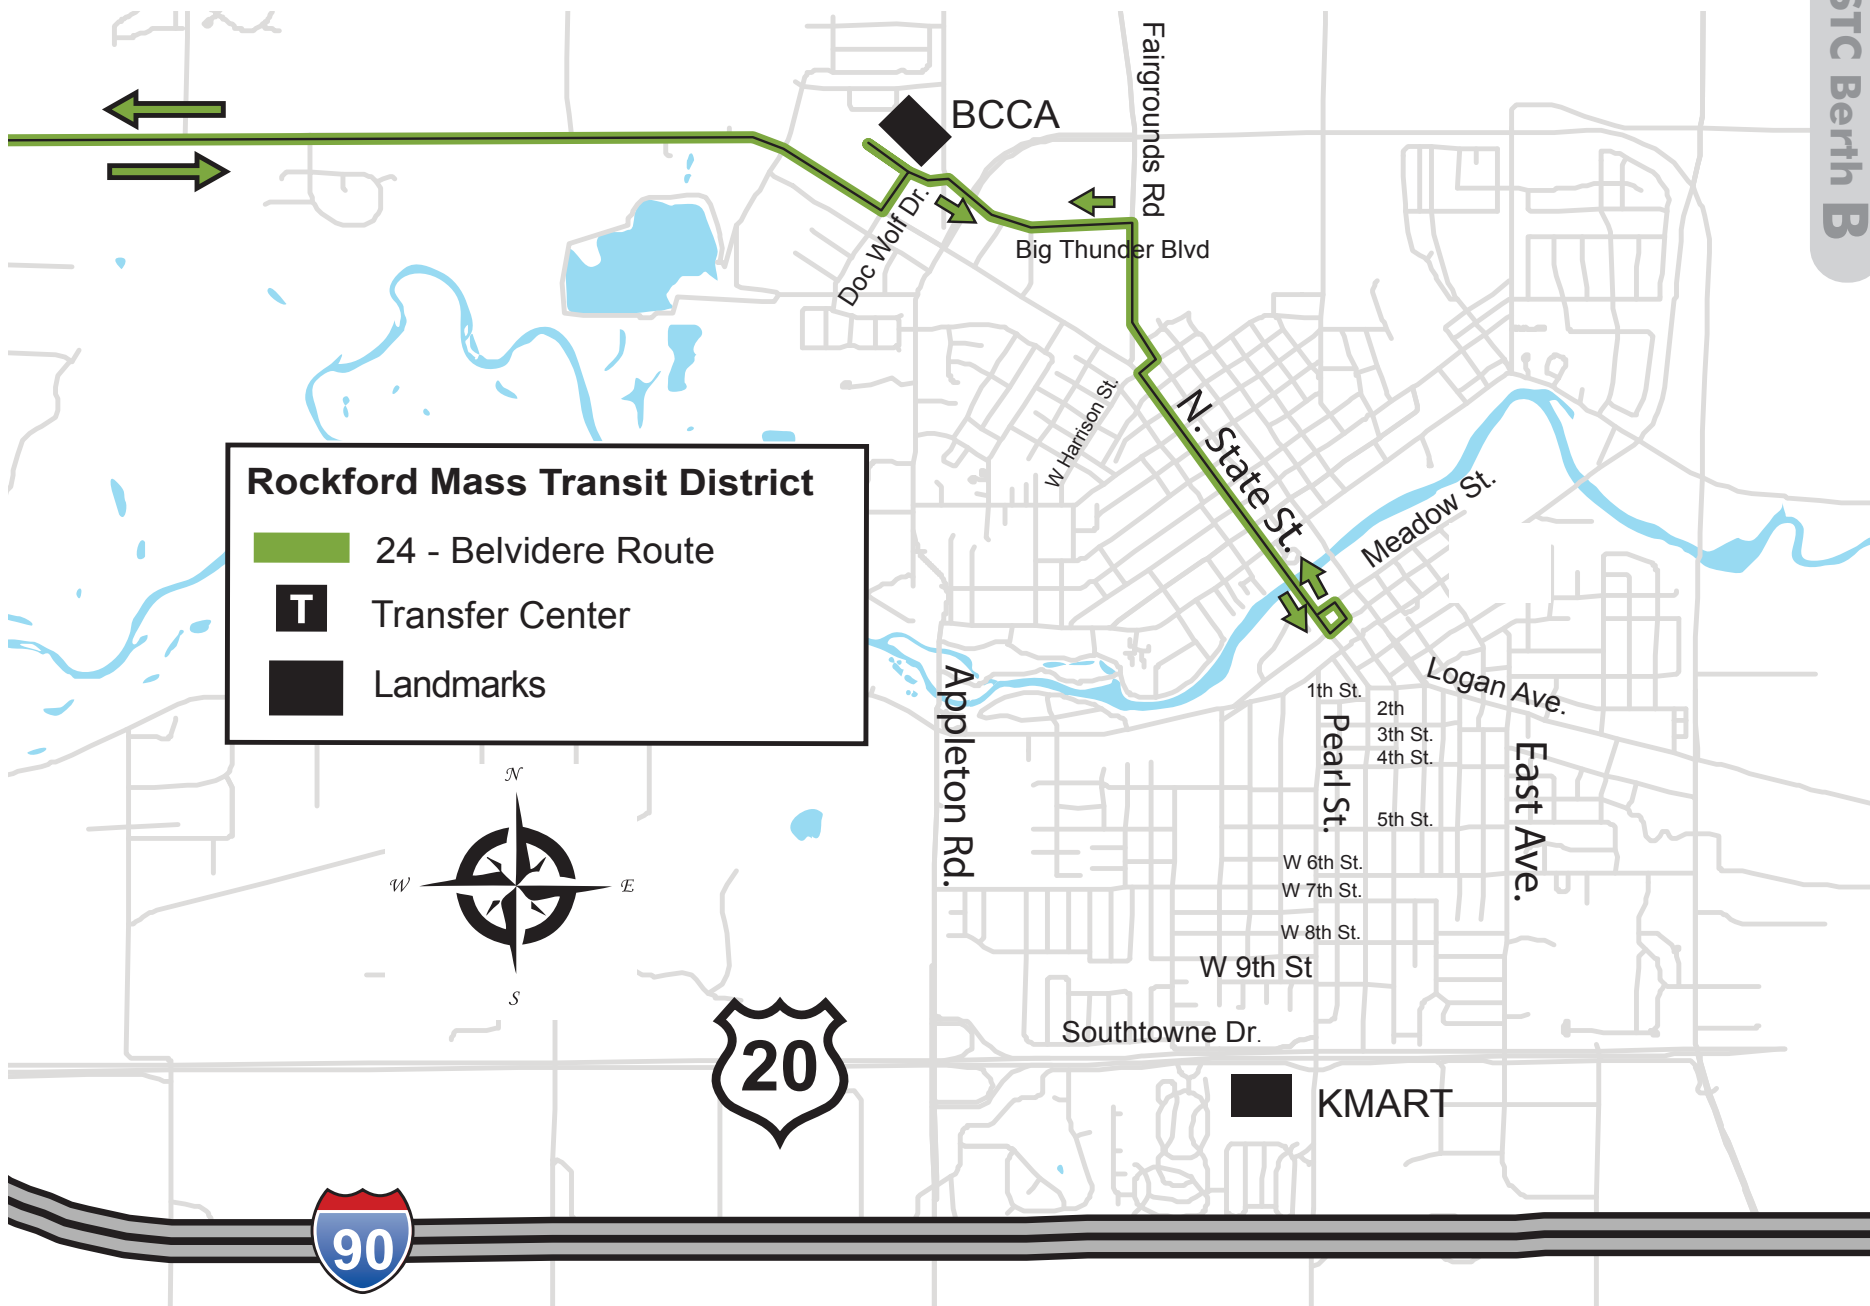 STC Berth B
Fairgrounds Rd
BCCA
Doc Wolf Dr.
Big Thunder Blvd
W Harrison St.
N. State St.
Meadow St.
Rockford Mass Transit District
24 - Belvidere Route
T
Transfer Center
Landmarks
Appleton Rd.
Logan Ave.
1th St.
2th
3th St.
4th St.
Pearl St.
East Ave.
5th St.
W 6th St.
W 7th St.
W 8th St.
W 9th St
N
W
E
S
Southtowne Dr.
20
KMART
90